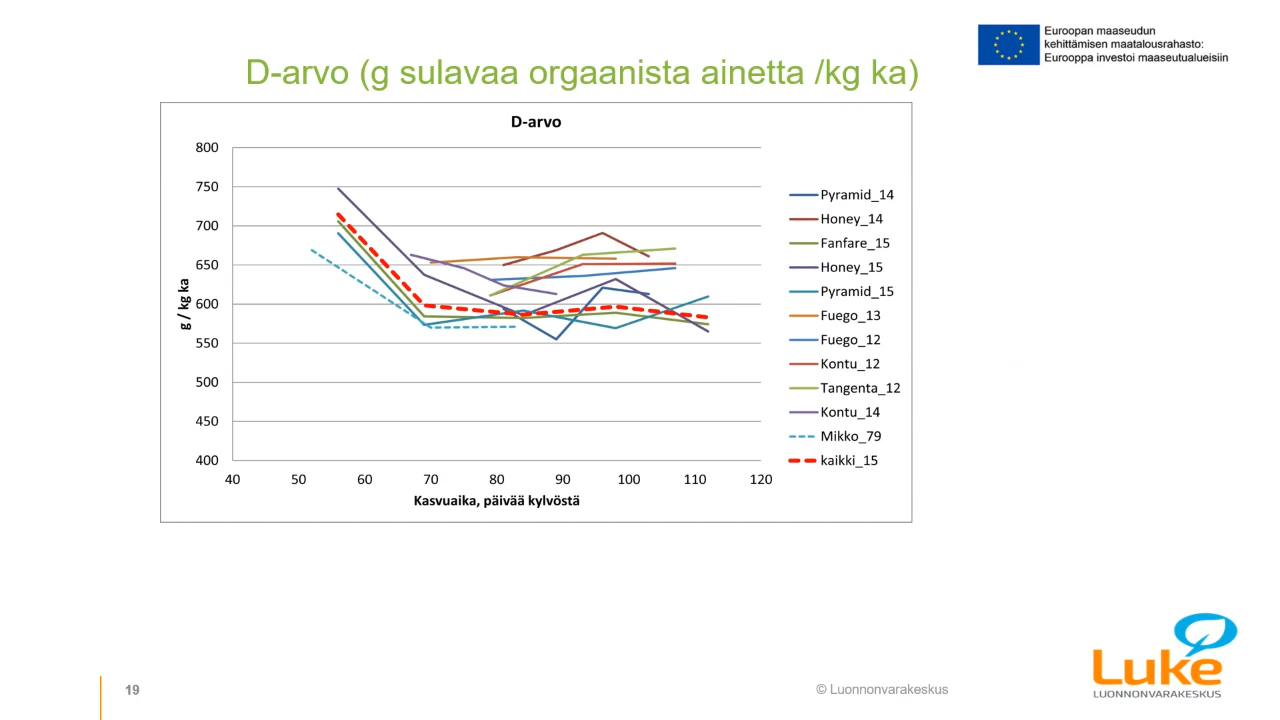 Euroopan maaseudun
kehittämisen maatalousrahasto:
Eurooppa investoi maaseutualueisiin
D-arvo (g sulavaa orgaanista ainetta /kg ka)
D-arvo
800
750
700
650
600
550
500
450
400
g / kg ka
40 50 60 70 80 90 100 110 120
Kasvuaika, päivää kylvöstä
Pyramid_14
Honey_14
Fanfare_15
Honey_15
Pyramid_15
Fuego_13
Fuego_12
Kontu_12
Tangenta_12
Kontu_14
Mikko_79
kaikki_15
19
© Luonnonvarakeskus
Luke
LUONNONVARAKESKUS